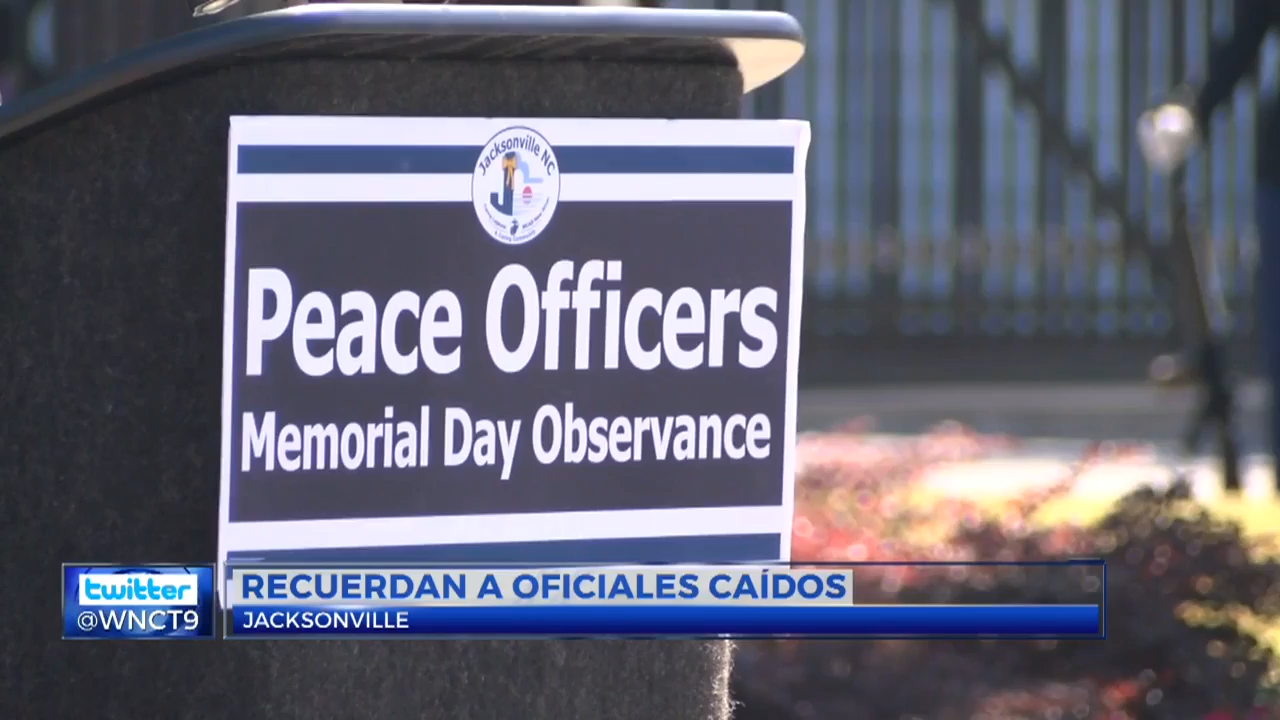 Jacksonville NC
Peace Officers
Memorial Day Observance
twitter
@WNCT9
RECUERDAN A OFICIALES CAÍDOS
JACKSONVILLE